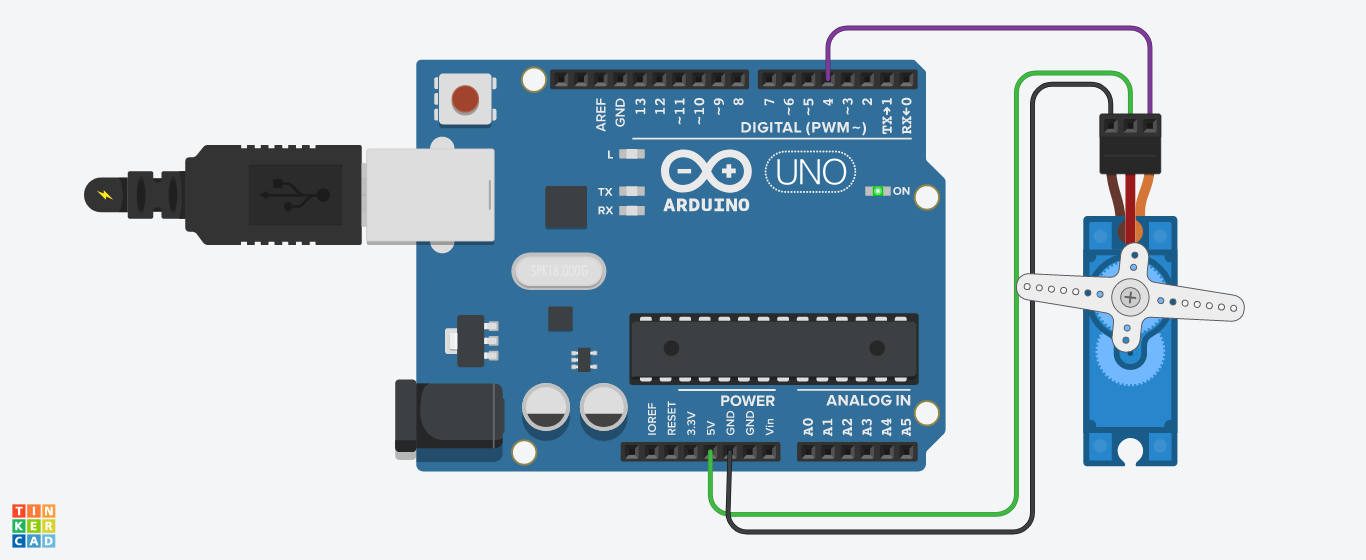 AREF
GND
13
12
~11
~10
~9
8
7
~6
~5
4
~3
2
TX→1
RX←0
DIGITAL (PWM~)
L
TX
RX
UNO
ARDUINO
ON
SPK16.000G
POWER
ANALOG IN
IOREF
RESET
3.3V
5V
GND
GND
Vin
A0
A1
A2
A3
A4
A5
TIN
KER
CAD